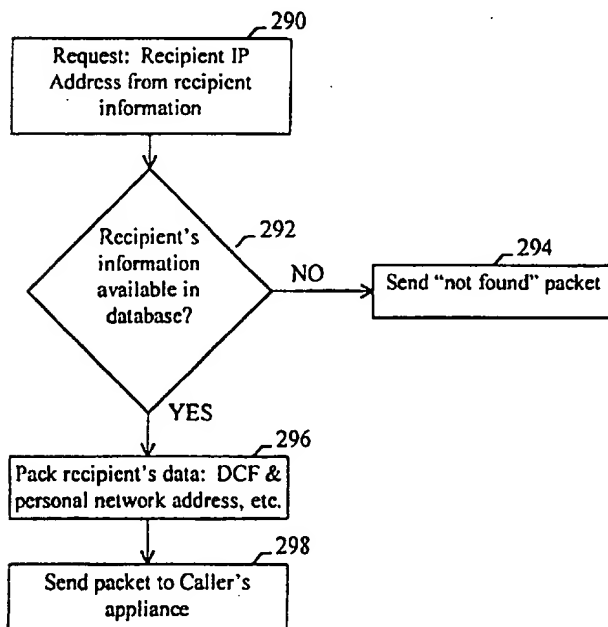 290
Request: Recipient IP
Address from recipient
information
292
Recipient's
information
available in
database?
NO
294
Send “not found” packet
YES
296
Pack recipient's data: DCF &
personal network address, etc.
298
Send packet to Caller's
appliance